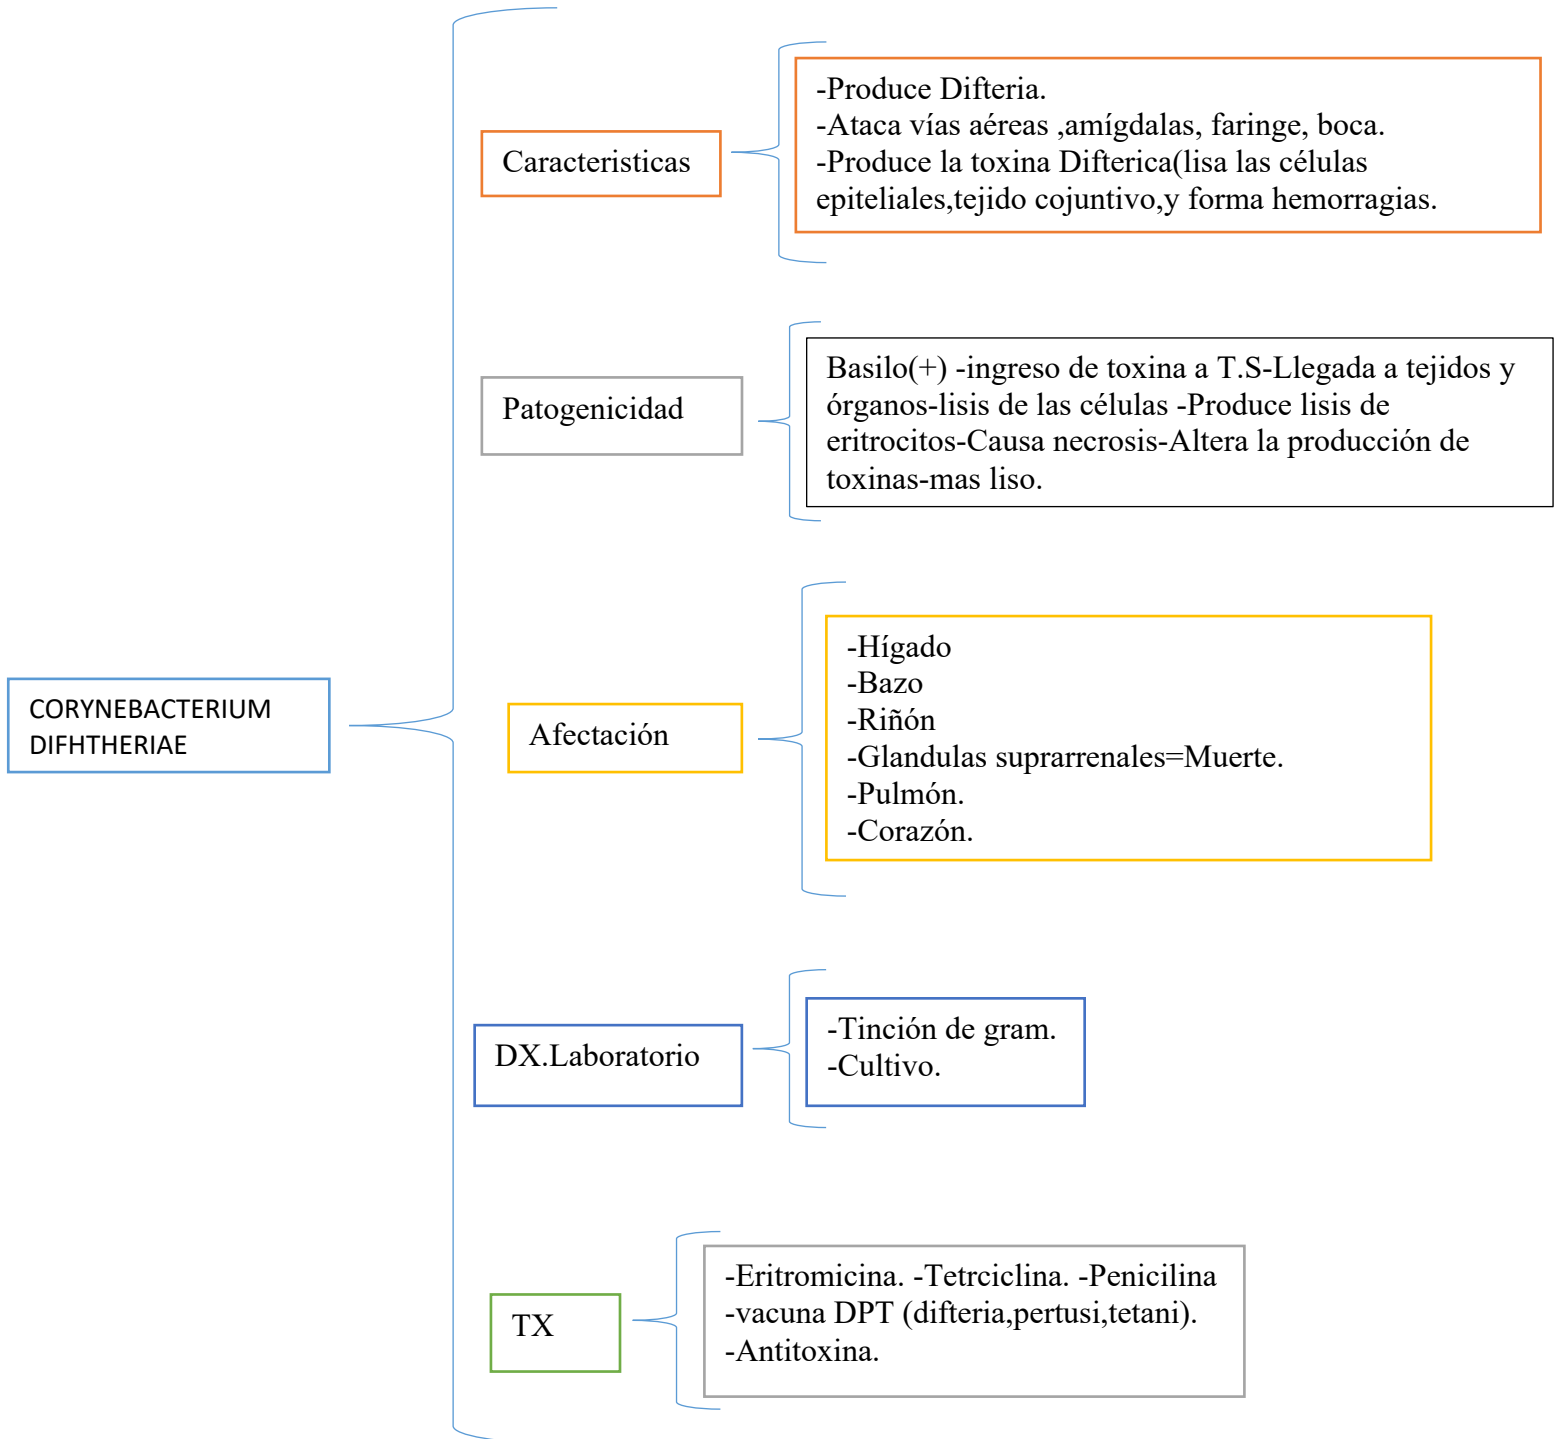 Caracteristicas
-Produce Difteria.
-Ataca vías aéreas ,amígdalas, faringe, boca.
-Produce la toxina Difterica(lisa las células
epiteliales,tejido cojuntivo,y forma hemorragias.
Patogenicidad
Basilo(+) -ingreso de toxina a T.S-Llegada a tejidos y
órganos-lisis de las células -Produce lisis de
eritrocitos-Causa necrosis-Altera la producción de
toxinas-mas liso.
CORYNEBACTERIUM
DIFHTHERIAE
Afectación
-Hígado
-Bazo
-Riñón
-Glandulas suprarrenales=Muerte.
-Pulmón.
-Corazón.
DX.Laboratorio
-Tinción de gram.
-Cultivo.
TX
-Eritromicina. -Tetrciclina. -Penicilina
-vacuna DPT (difteria,pertusi,tetani).
-Antitoxina.